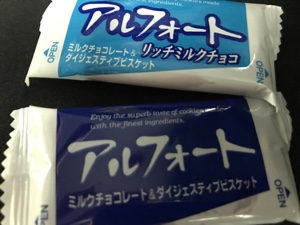 ingredients.
アルフォート
OPEN
ミルクチョコレート&
ダイジェスティブビスケット
リッチミルクチョコ
OPEN
Enjoy the superb taste of cookies
with the finest ingredients.
アルフォート
ミルクチョコレート&ダイジェスティブビスケット
OPEN
OPEN